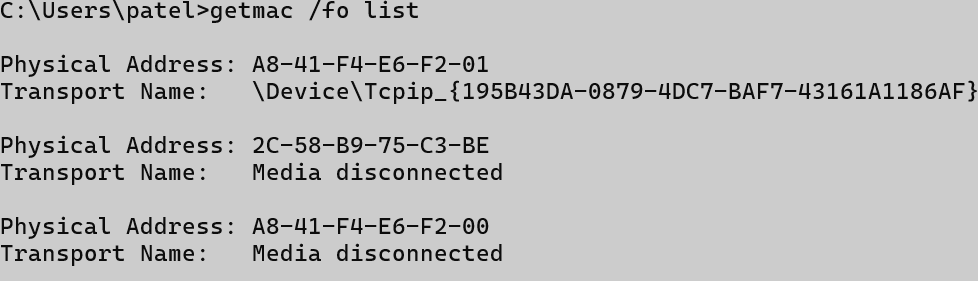 C:\Users\patel>getmac /fo list
Physical Address: A8-41-F4-E6-F2-01
Transport Name:   \Device\Tcpip_{195B43DA-0879-4DC7-BAF7-43161A1186AF}
Physical Address: 2C-58-B9-75-C3-BE
Transport Name:   Media disconnected
Physical Address: A8-41-F4-E6-F2-00
Transport Name:   Media disconnected